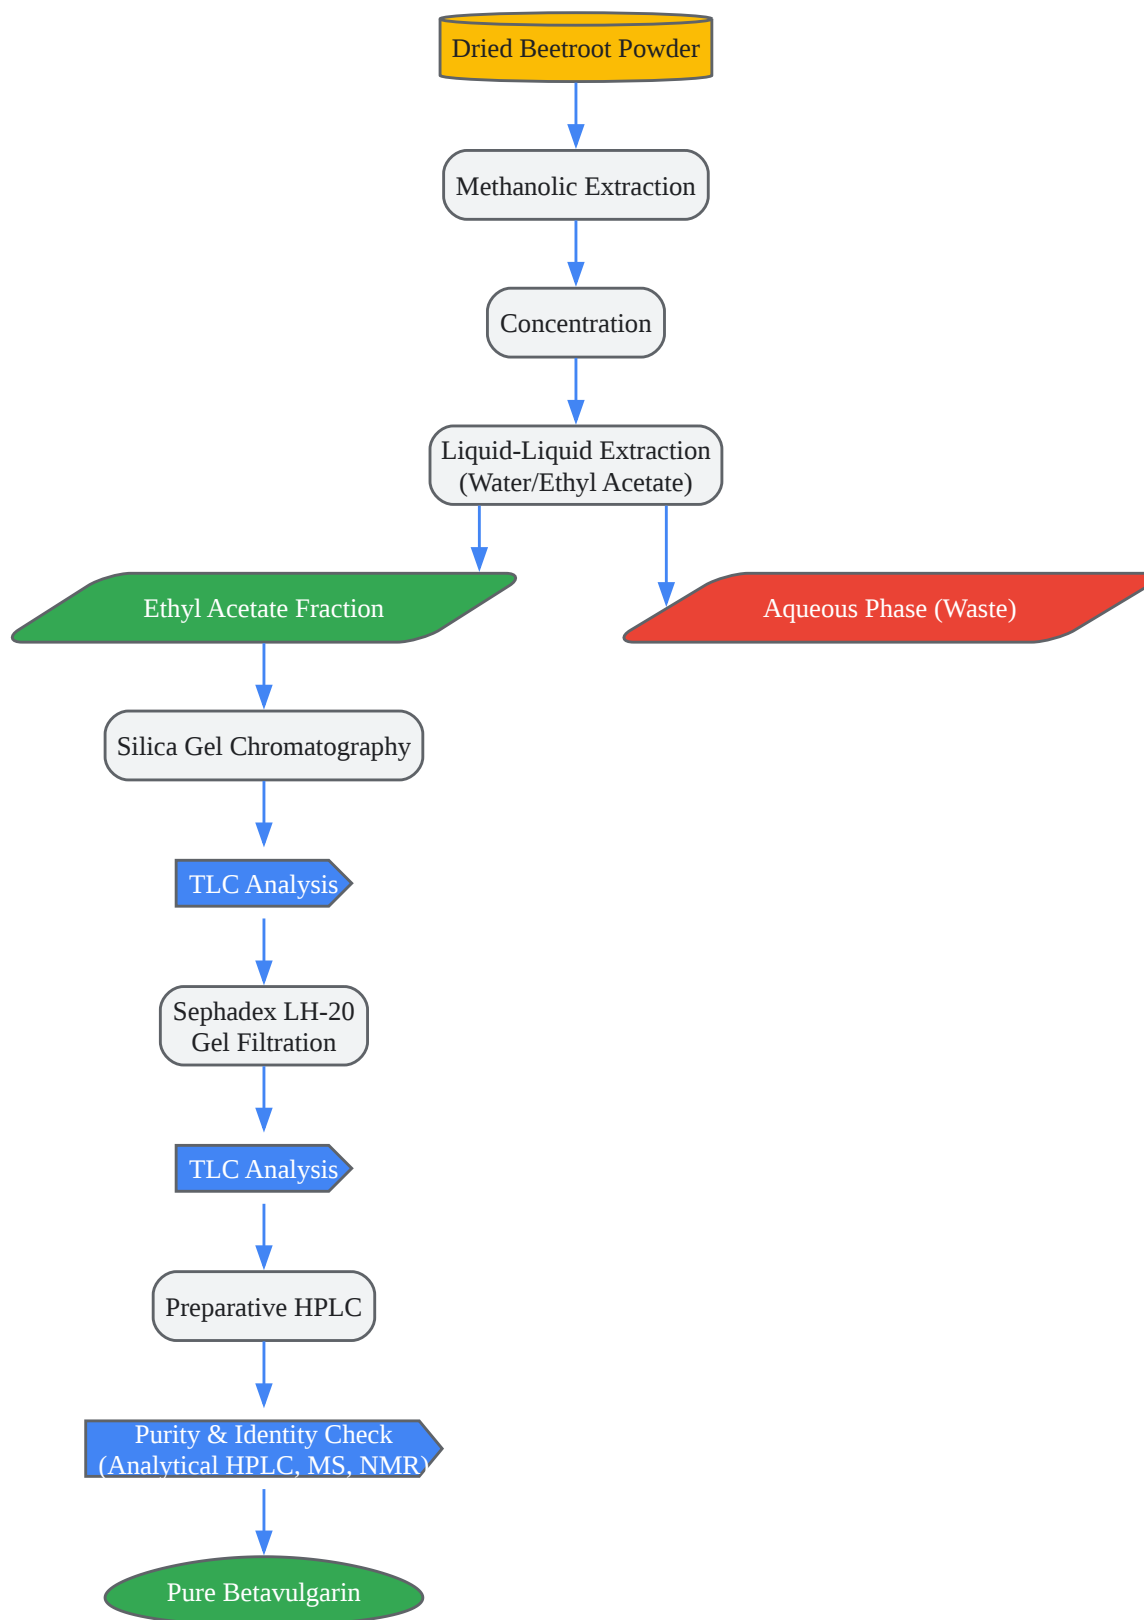 Dried Beetroot Powder
Methanolic Extraction
Concentration
Liquid-Liquid Extraction
(Water/Ethyl Acetate)
Ethyl Acetate Fraction
Aqueous Phase (Waste)
Silica Gel Chromatography
TLC Analysis
Sephadex LH-20
Gel Filtration
TLC Analysis
Preparative HPLC
Purity & Identity Check
(Analytical HPLC, MS, NMR)
Pure Betavulgarin